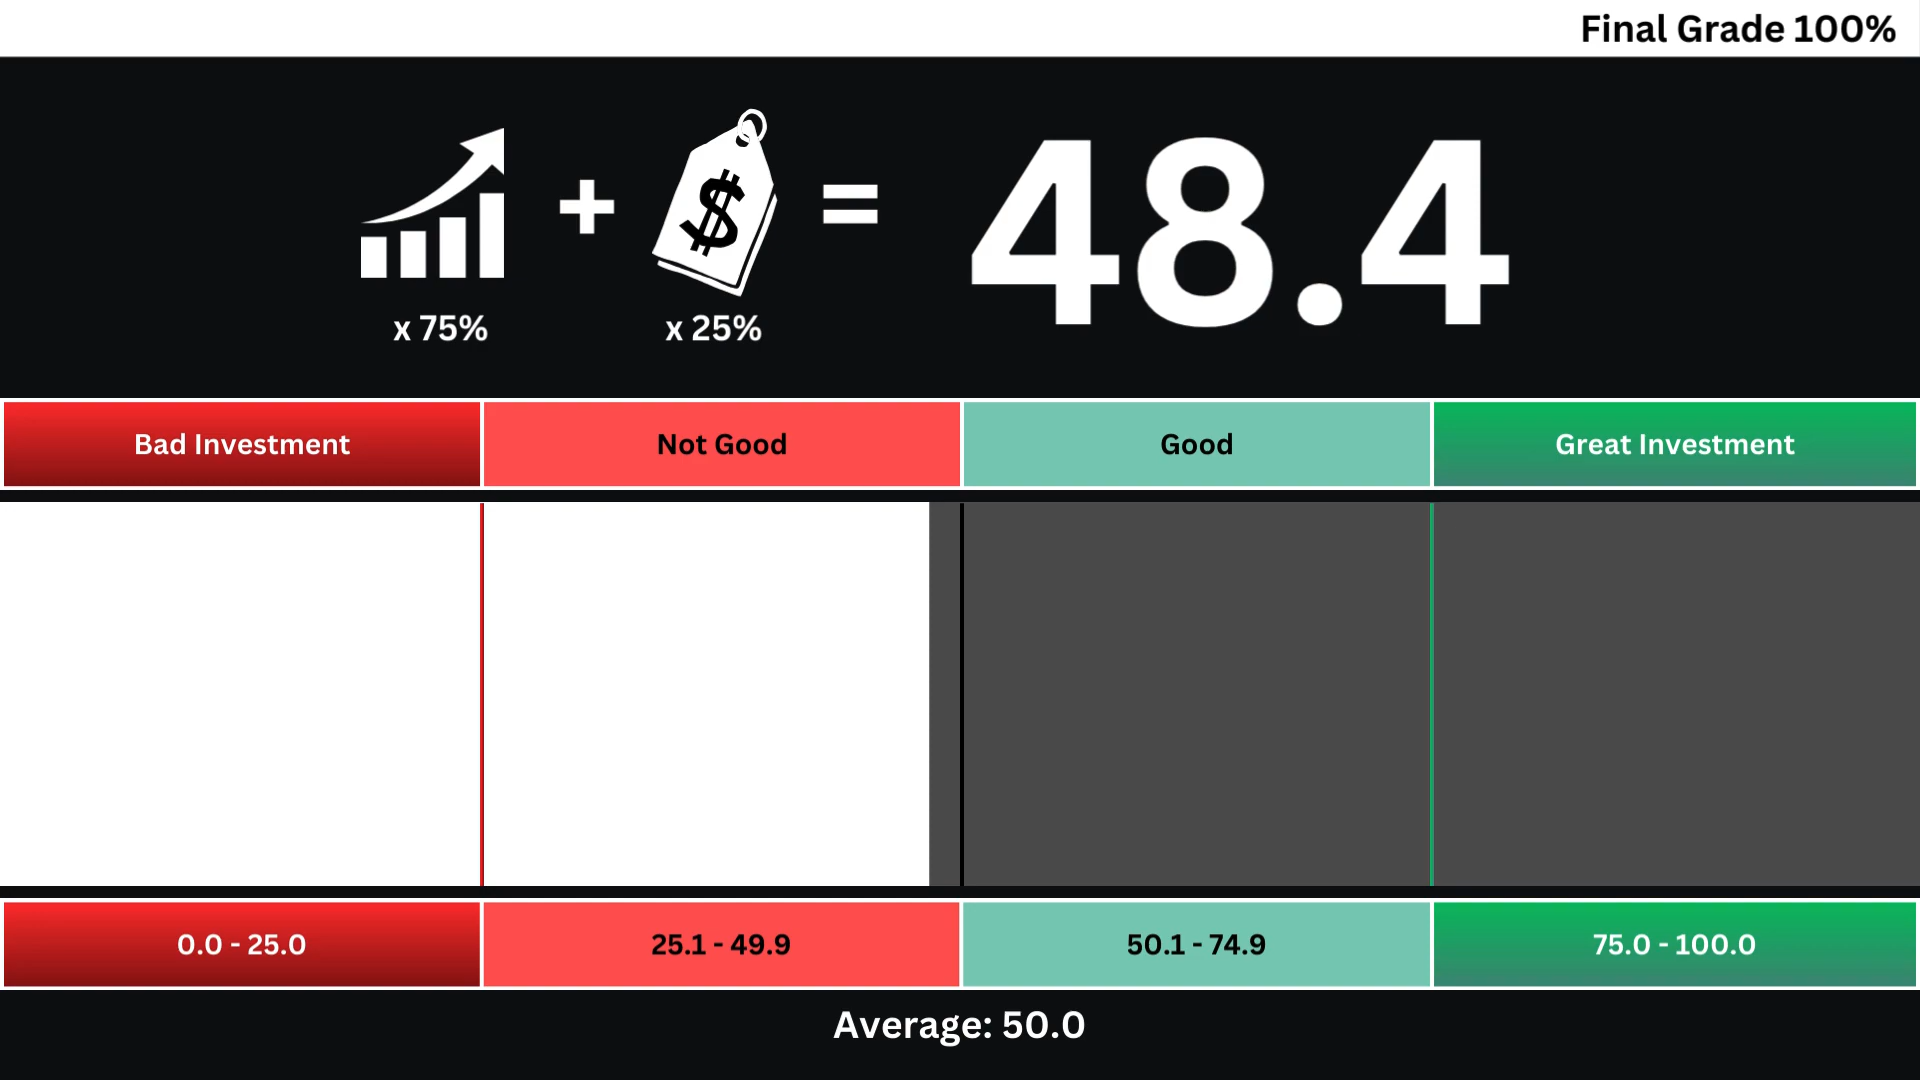 Final Grade 100%
+ $ = 48.4
x 75% x 25%
Bad Investment Not Good Good Great Investment
0.0 - 25.0 25.1 - 49.9 50.1 - 74.9 75.0 - 100.0
Average: 50.0